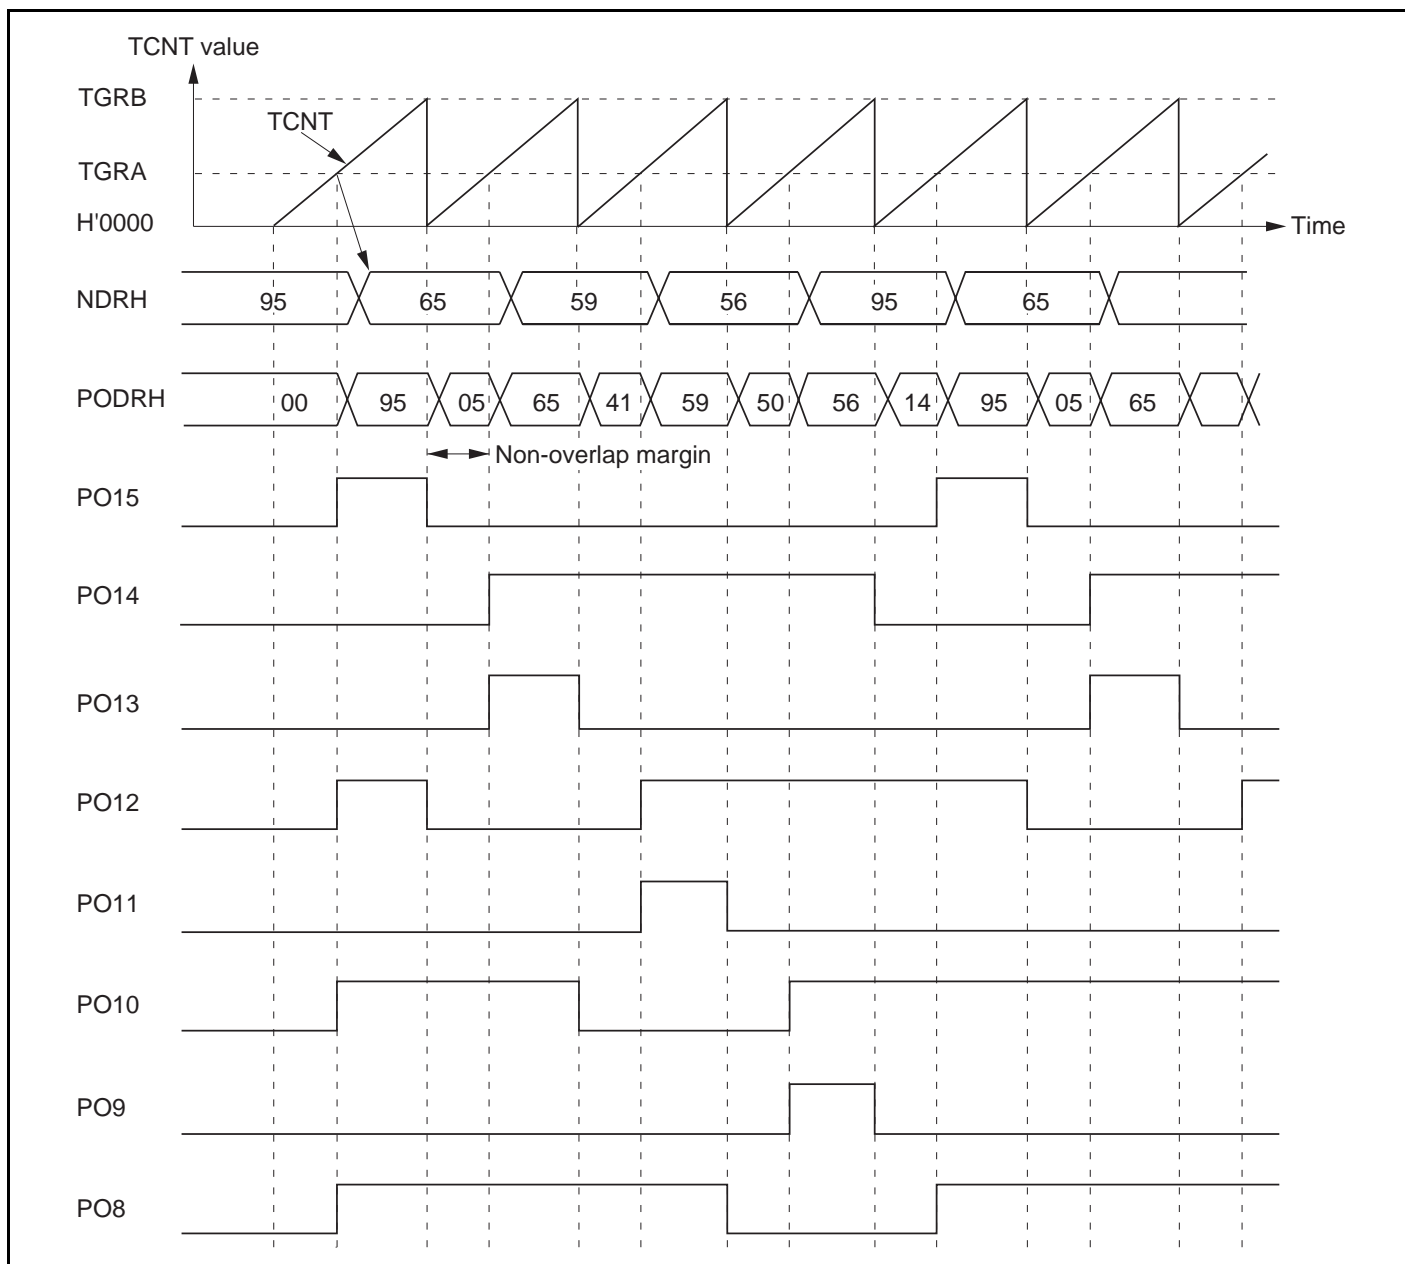 TCNT value
TGRB
TCNT
TGRA
H'0000
Time
NDRH 95 65 59 56 95 65
PODRH 00 95 05 65 41 59 50 56 14 95 05 65
Non-overlap margin
PO15
PO14
PO13
PO12
PO11
PO10
PO9
PO8